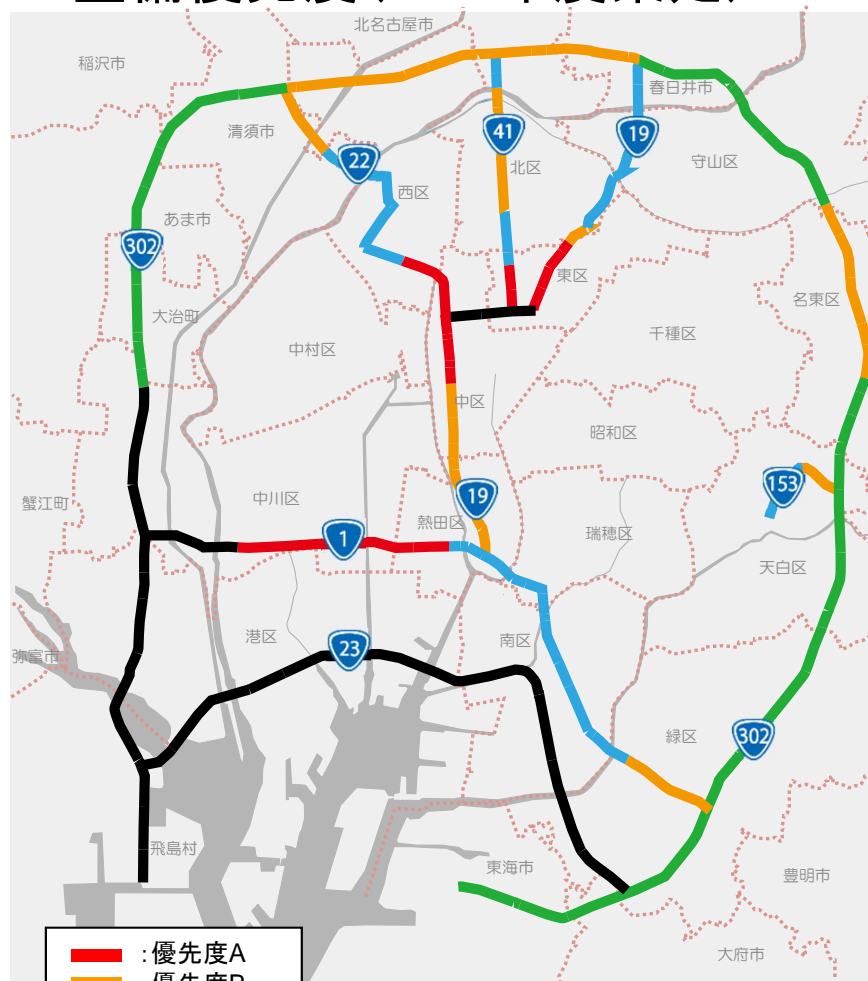 北名古屋市
稲沢市
春日井市
清須市
41
19
22
北区
守山区
西区
あま市
302
東区
名東区
大治町
千種区
中村区
中区
昭和区
153
蟹江町
中川区
19
熱田区
瑞穂区
1
天白区
港区
南区
23
弥富市
緑区
302
飛島村
東海市
豊明市
大府市
:優先度A